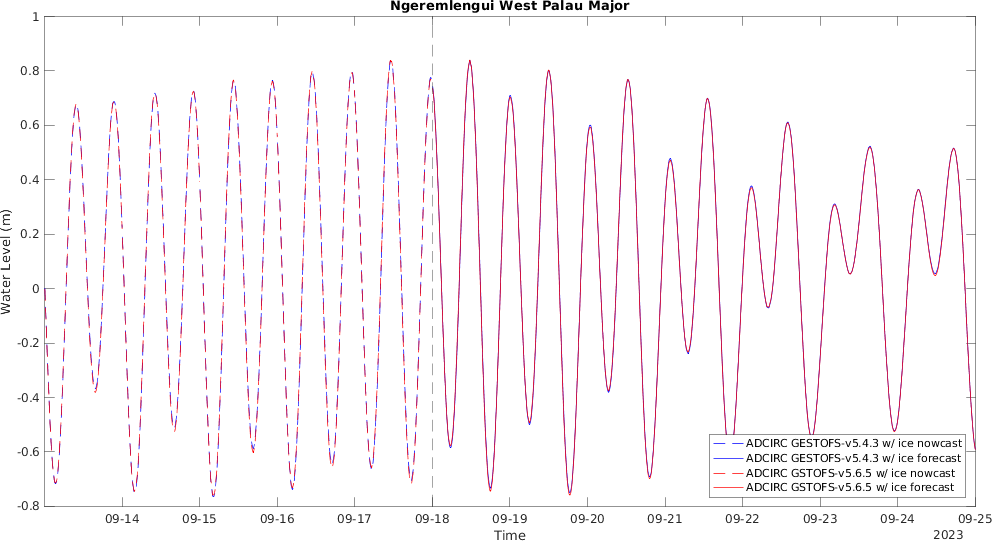 Ngeremlengui West Palau Major
1
0.8
0.6
0.4
0.2
0
-0.2
-0.4
-0.6
-0.8
Water Level (m)
ADCIRC GESTOFS-v5.4.3 w/ ice nowcast
ADCIRC GESTOFS-v5.4.3 w/ ice forecast
ADCIRC GSTOFS-v5.6.5 w/ ice nowcast
ADCIRC GSTOFS-v5.6.5 w/ ice forecast
09-14 09-15 09-16 09-17 09-18 09-19 09-20 09-21 09-22 09-23 09-24 09-25
Time
2023